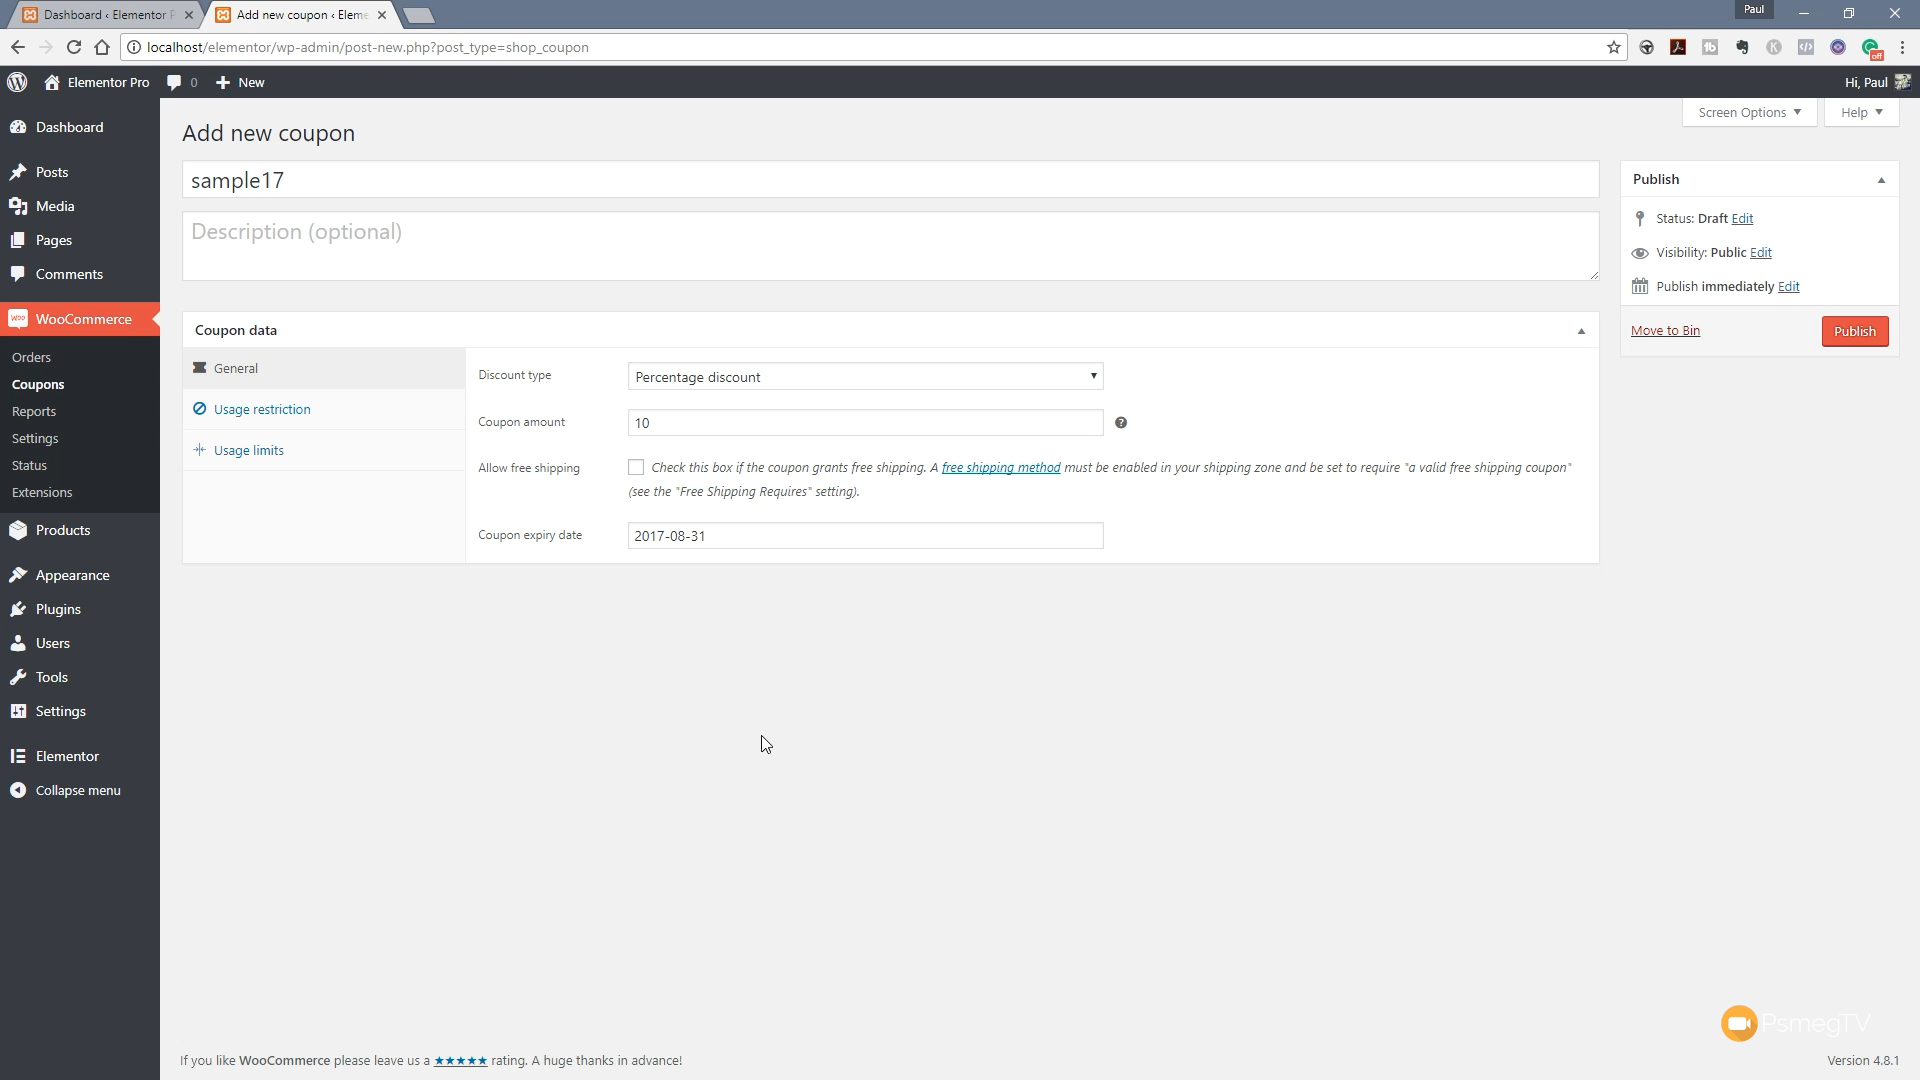 Dashboard ‹ Elementor P
Add new coupon ‹ Eleme
Paul
localhost/elementor/wp-admin/post-new.php?post_type=shop_coupon
off
Elementor Pro
0
New
Hi, Paul
Screen Options
Help
Dashboard
Posts
Media
Pages
Comments
WooCommerce
Orders
Coupons
Reports
Settings
Status
Extensions
Products
Appearance
Plugins
Users
Tools
Settings
Elementor
Collapse menu
Add new coupon
sample17
Description (optional)
Coupon data
General
Usage restriction
Usage limits
Discount type
Percentage discount
Coupon amount
10
Allow free shipping
Check this box if the coupon grants free shipping. A free shipping method must be enabled in your shipping zone and be set to require "a valid free shipping coupon"
(see the "Free Shipping Requires" setting).
Coupon expiry date
2017-08-31
Publish
Status: Draft Edit
Visibility: Public Edit
Publish immediately Edit
Move to Bin
Publish
PsmegTV
If you like WooCommerce please leave us a ★★★★★ rating. A huge thanks in advance!
Version 4.8.1